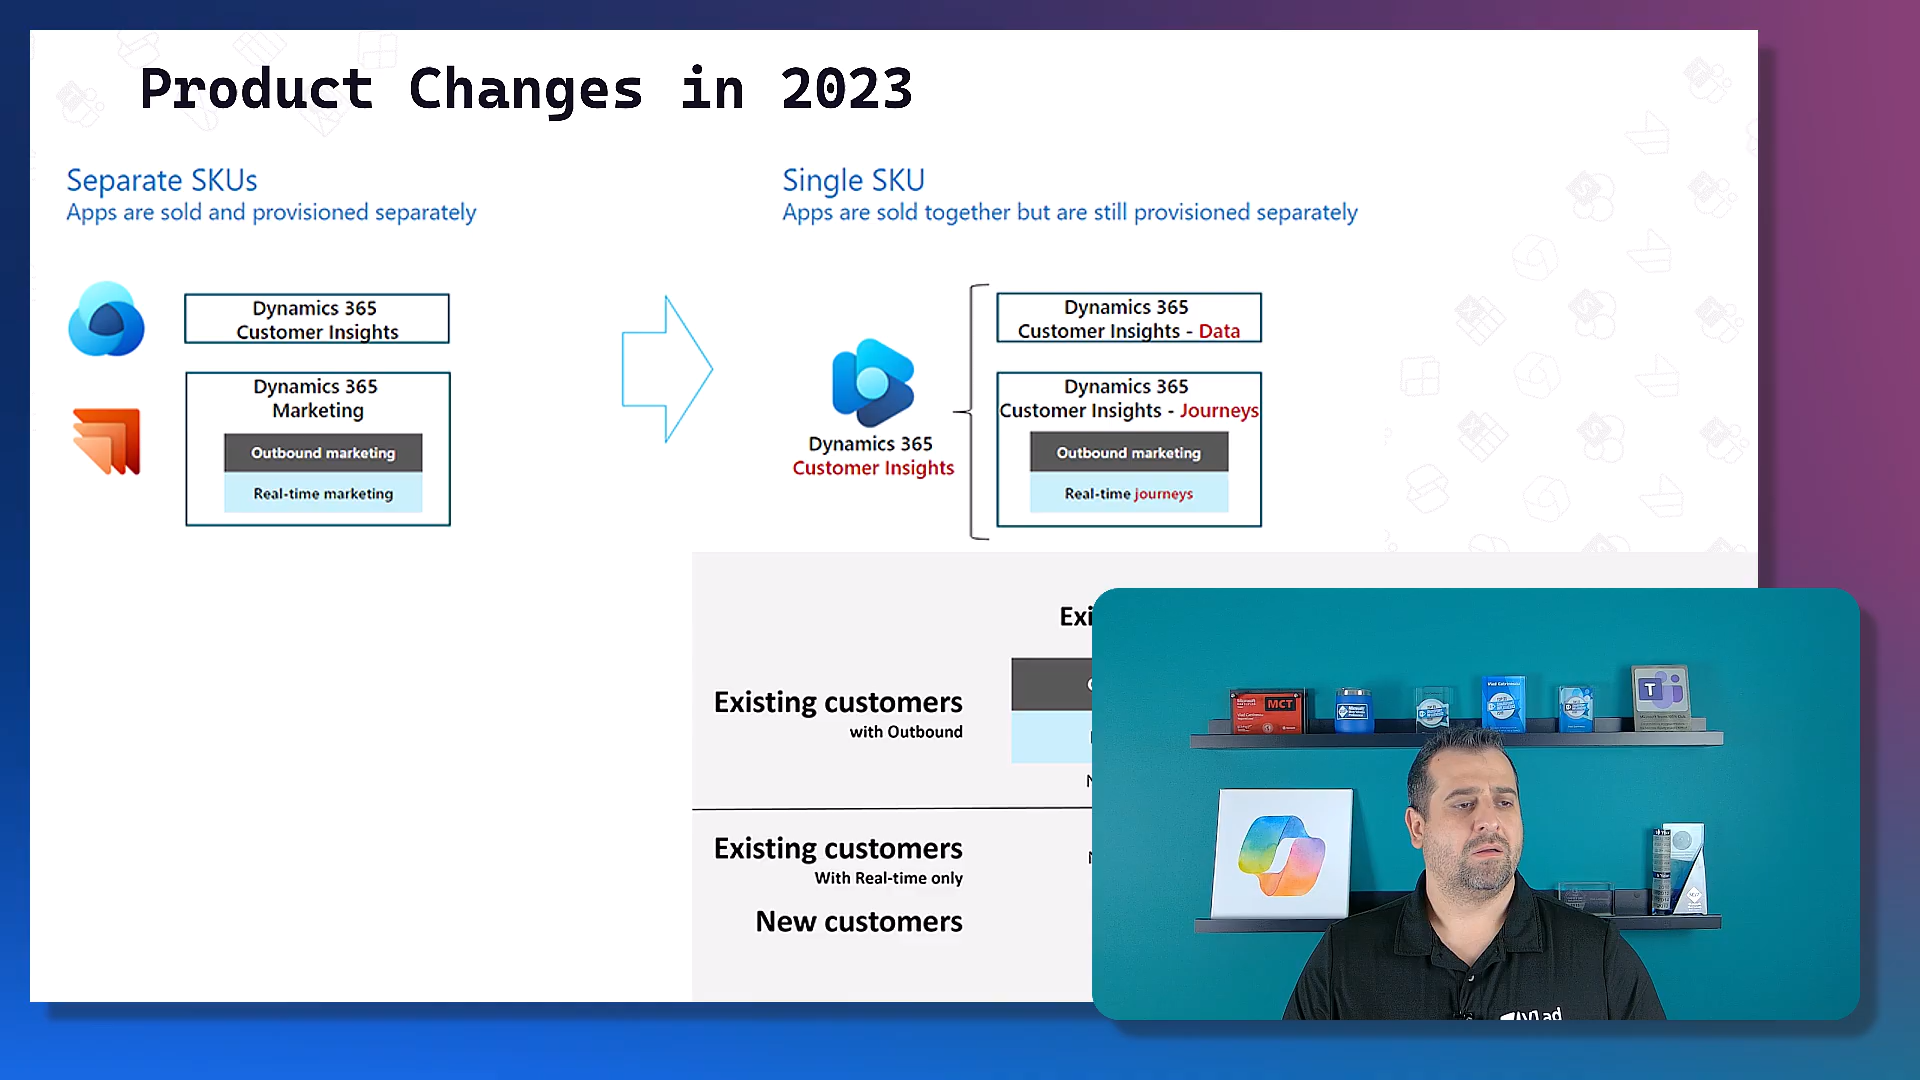 Product Changes in 2023
Separate SKUs
Apps are sold and provisioned separately
Dynamics 365
Customer Insights
Dynamics 365
Marketing
Outbound marketing
Real-time marketing
Single SKU
Apps are sold together but are still provisioned separately
Dynamics 365
Customer Insights
Dynamics 365
Customer Insights - Data
Dynamics 365
Customer Insights - Journeys
Outbound marketing
Real-time journeys
Existing customers
with Outbound
Existing customers
With Real-time only
New customers
MCT
T